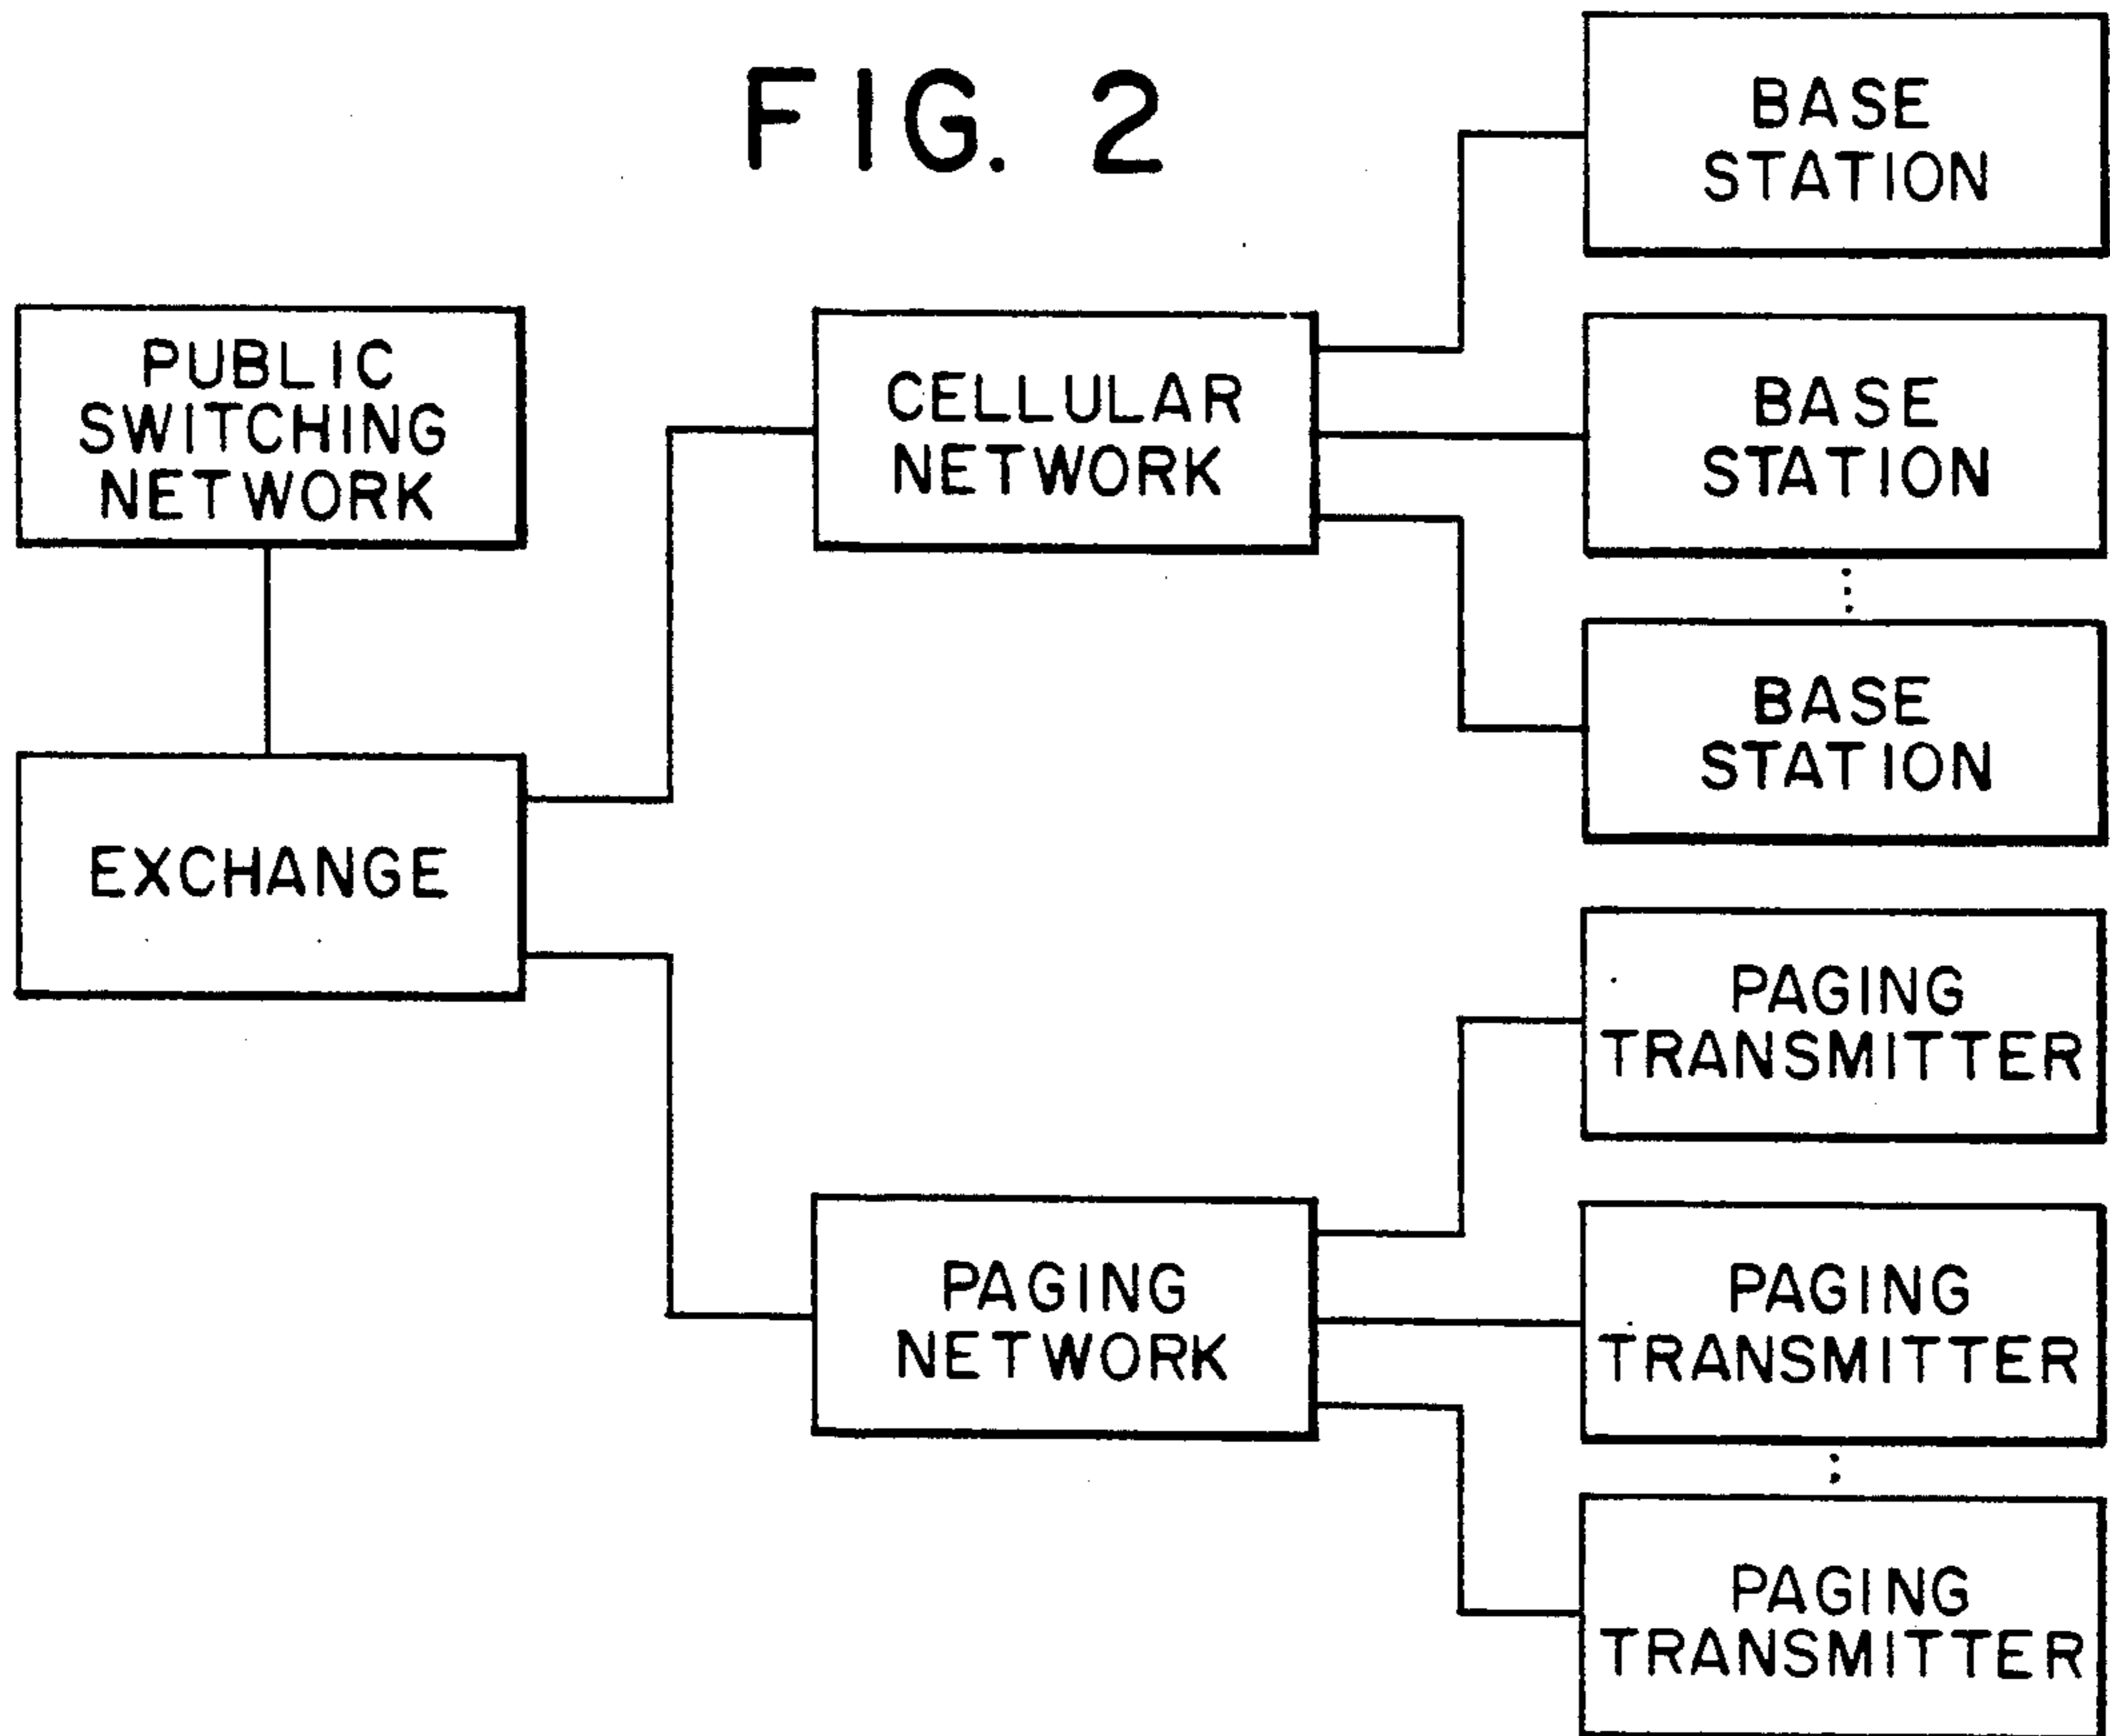 FIG. 2
PUBLIC
SWITCHING
NETWORK
EXCHANGE
CELLULAR
NETWORK
PAGING
NETWORK
BASE
STATION
BASE
STATION
BASE
STATION
PAGING
TRANSMITTER
PAGING
TRANSMITTER
PAGING
TRANSMITTER